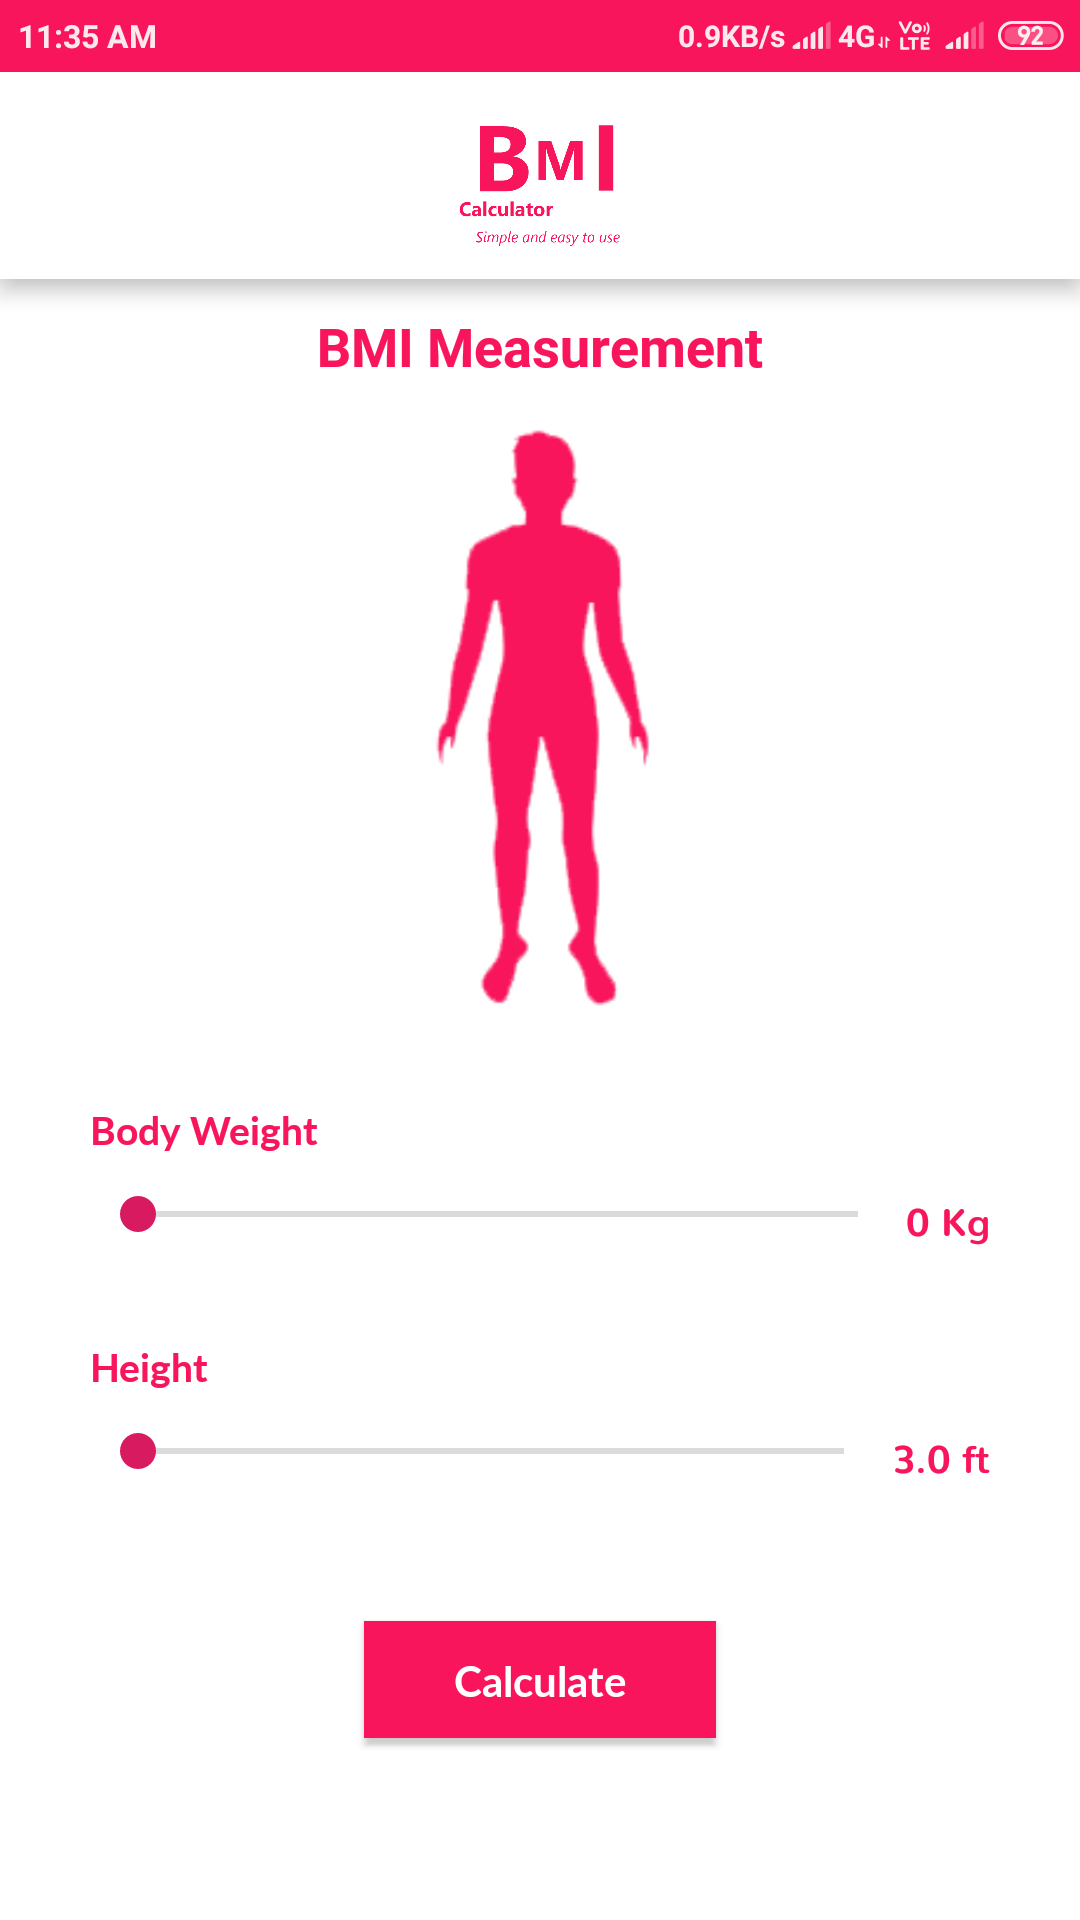 11:35 AM 0.9KB/s 4G Vo LTE 92
BMI
Calculator
Simple and easy to use
BMI Measurement
Body Weight
0 Kg
Height
3.0 ft
Calculate